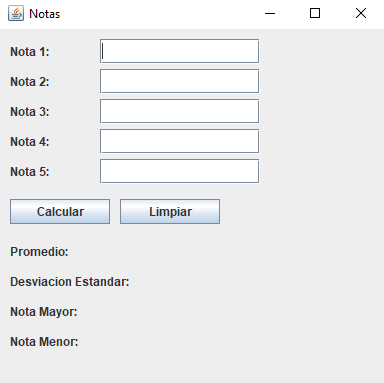 Notas
Nota 1:
Nota 2:
Nota 3:
Nota 4:
Nota 5:
Calcular Limpiar
Promedio:
Desviacion Estandar:
Nota Mayor:
Nota Menor: